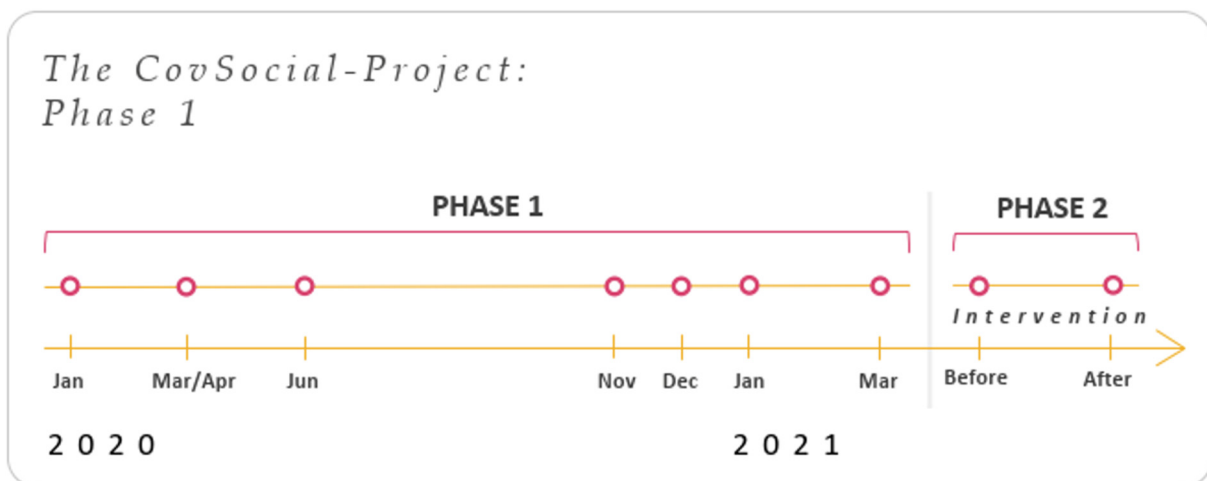 The CovSocial-Project:
Phase 1
PHASE 1
PHASE 2
Intervention
Jan Mar/Apr Jun Nov Dec Jan Mar Before After
2020 2021